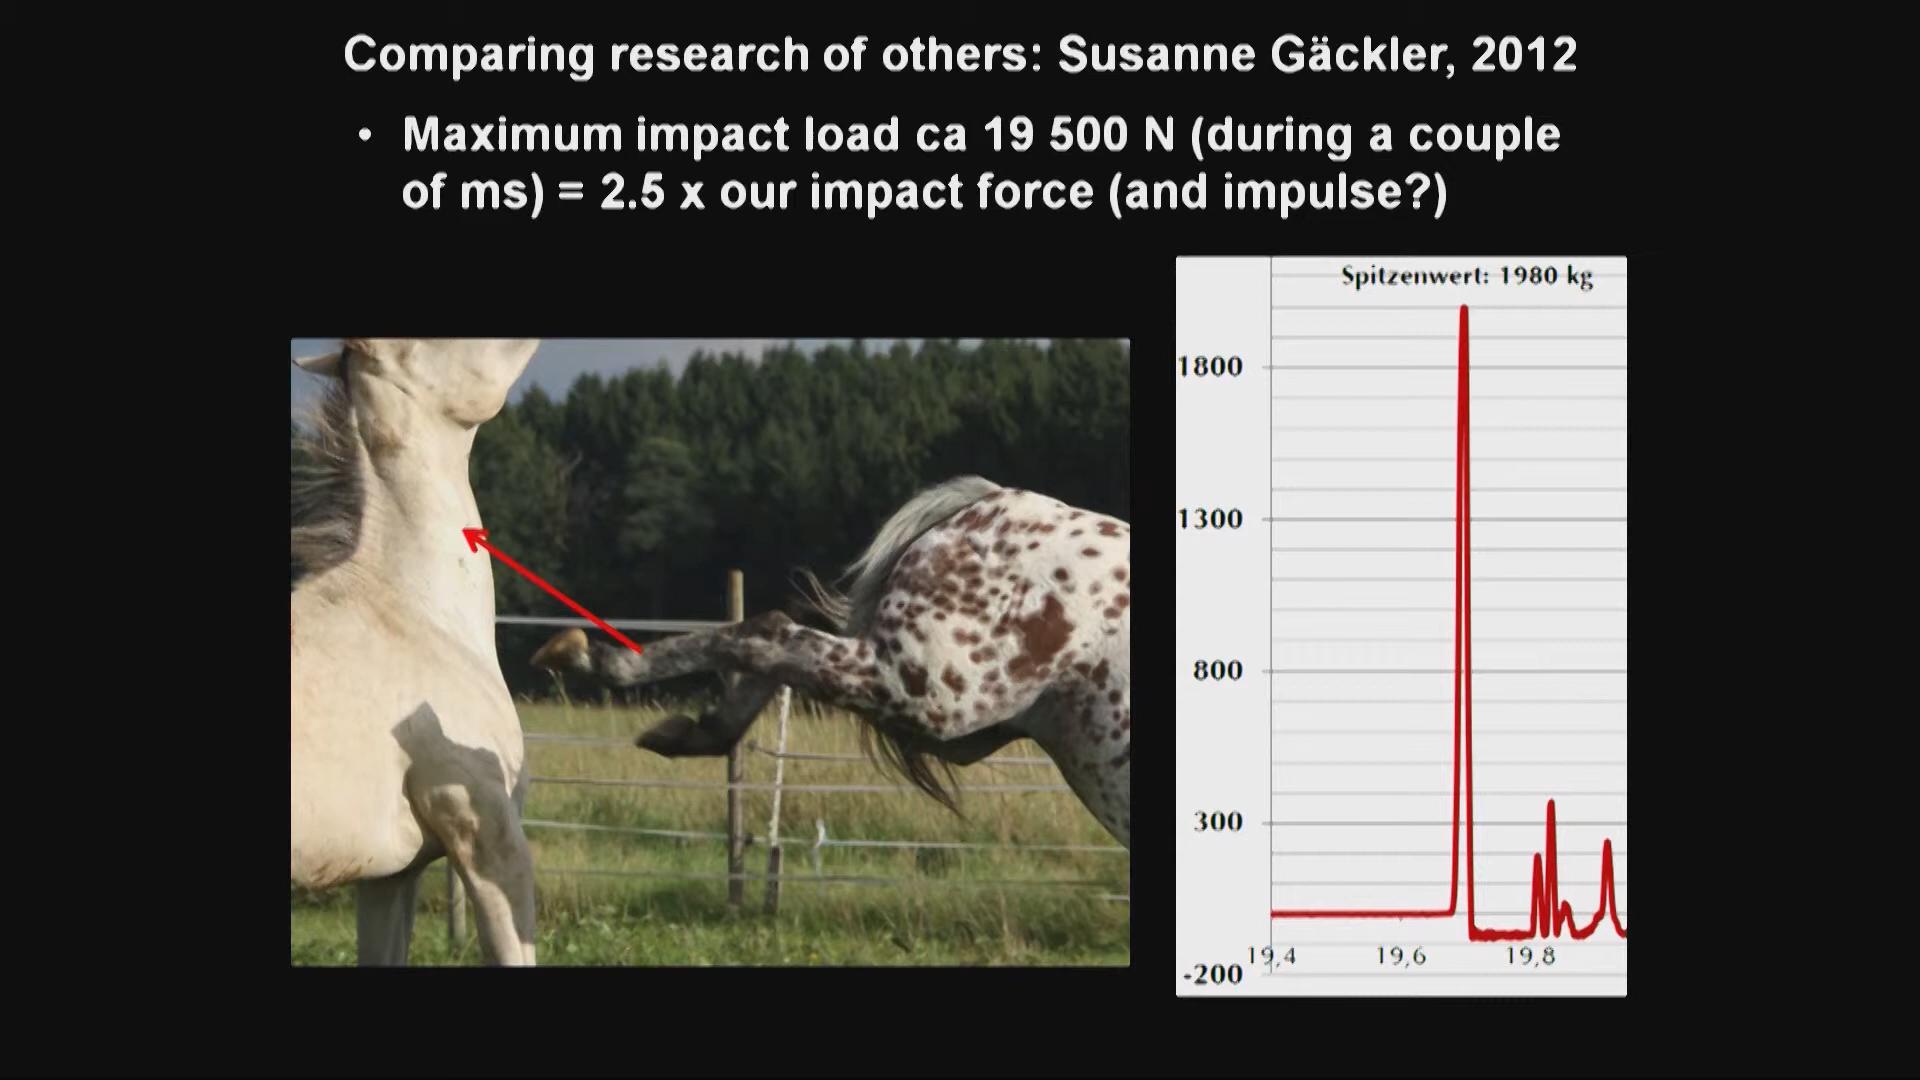 Comparing research of others: Susanne Gäckler, 2012
• Maximum impact load ca 19 500 N (during a couple
of ms) = 2.5 x our impact force (and impulse?)
Spitzenwert: 1980 kg
1800
1300
800
300
-200
19,4 19,6 19,8